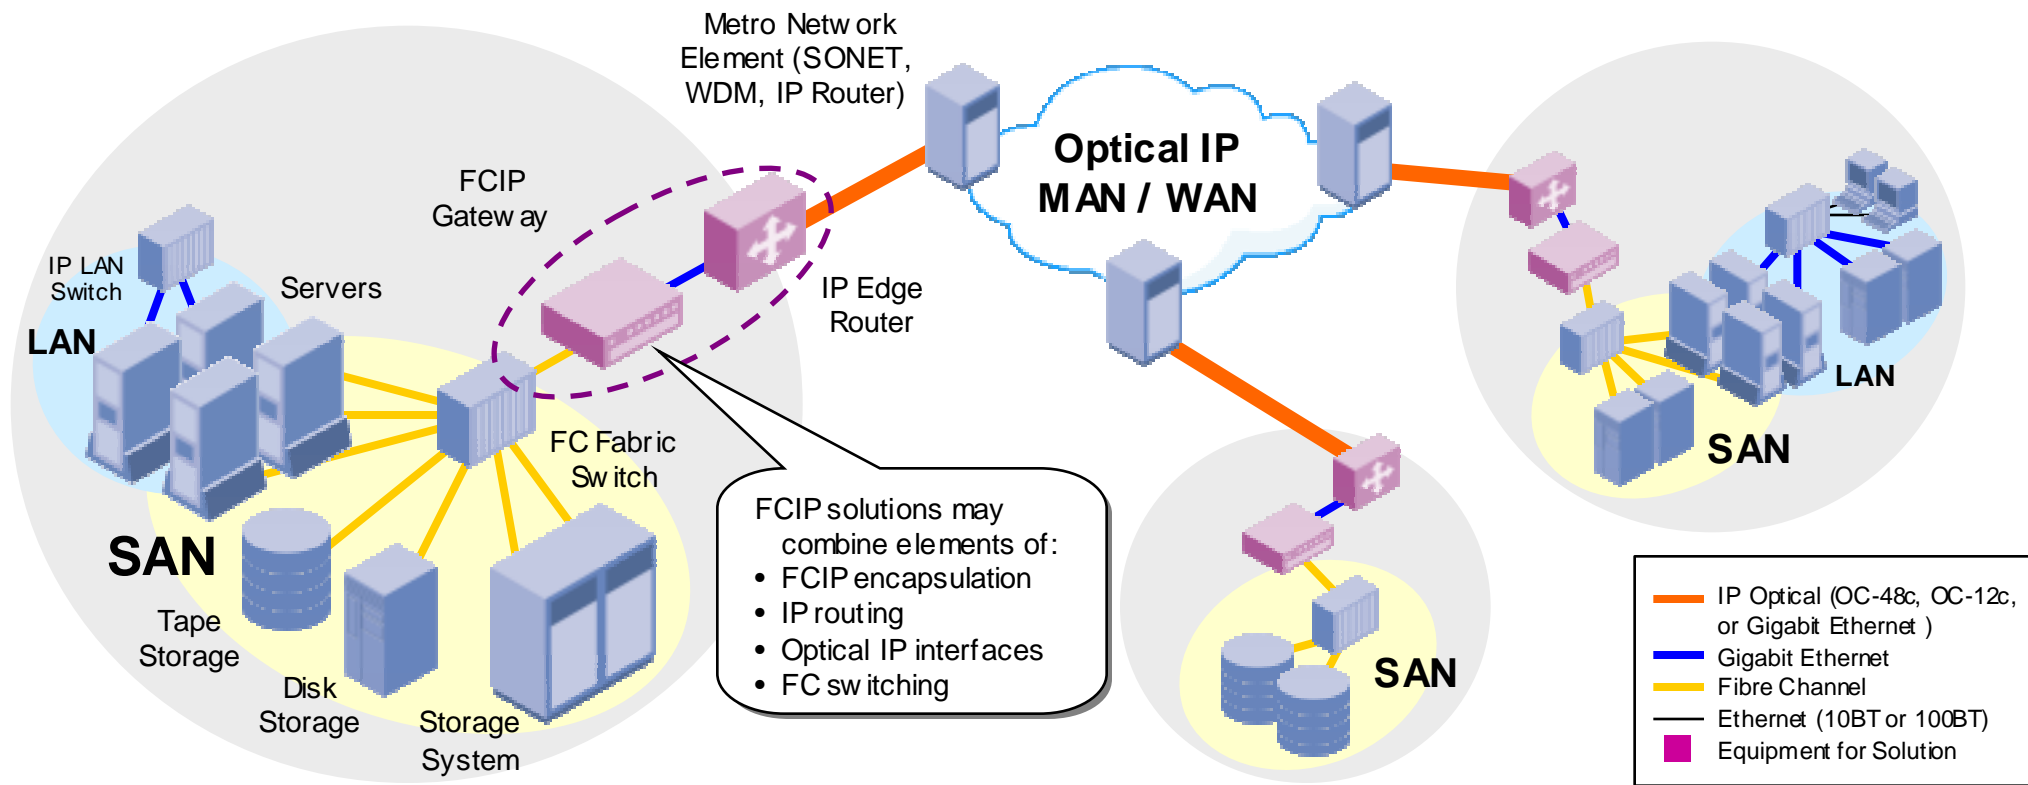 Metro Network
Element (SONET,
WDM, IP Router)
FCIP
Gateway
Optical IP
MAN / WAN
IP LAN
Switch
Servers
LAN
IP Edge
Router
FC Fabric
Switch
SAN
Tape
Storage
Disk
Storage
Storage
System
FCIP solutions may
combine elements of:
• FCIP encapsulation
• IP routing
• Optical IP interfaces
• FC switching
LAN
SAN
SAN
IP Optical (OC-48c, OC-12c,
or Gigabit Ethernet )
Gigabit Ethernet
Fibre Channel
Ethernet (10BT or 100BT)
Equipment for Solution